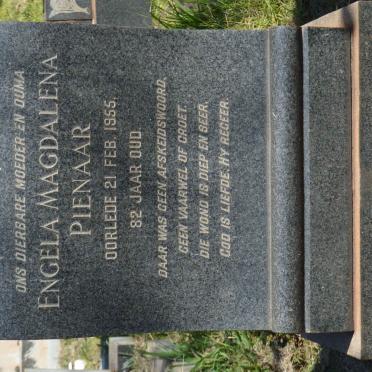 ONS DIERBARE MOEDER EN OUMA
ENGELA MAGDALENA
PIENAAR
OORLEDE 21 FEB. 1955.
82 JAAR OUD.
DAAR WAS GEEN AFSKEIDSWOORD,
GEEN VAARWEL OF GROET.
DIE WOND IS DIEP EN SEER,
GOD IS LIEFDE. HY REGEER.